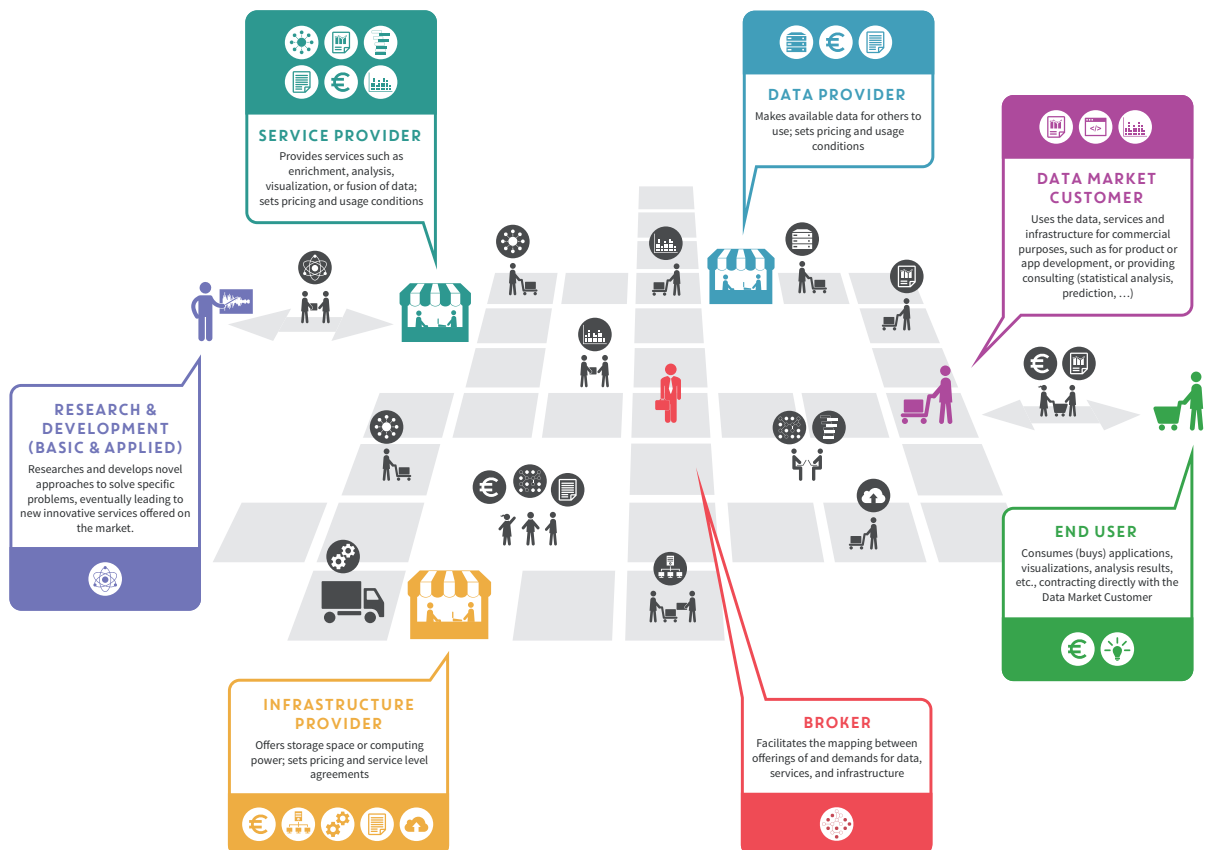 SERVICE PROVIDER
Provides services such as
enrichment, analysis,
visualization, or fusion of data;
sets pricing and usage conditions
DATA PROVIDER
Makes available data for others to
use; sets pricing and usage
conditions
DATA MARKET
CUSTOMER
Uses the data, services and
infrastructure for commercial
purposes, such as for product or
app development, or providing
consulting (statistical analysis,
prediction, …)
RESEARCH &
DEVELOPMENT
(BASIC & APPLIED)
Researches and develops novel
approaches to solve specific
problems, eventually leading to
new innovative services offered on
the market.
END USER
Consumes (buys) applications,
visualizations, analysis results,
etc., contracting directly with the
Data Market Customer
INFRASTRUCTURE
PROVIDER
Offers storage space or computing
power; sets pricing and service level
agreements
BROKER
Facilitates the mapping between
offerings of and demands for data,
services, and infrastructure